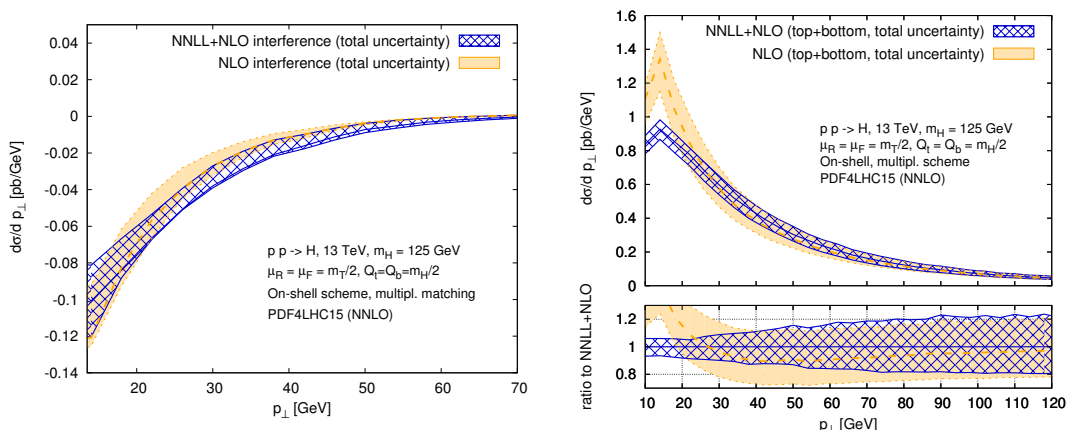 0.04
0.02
0
-0.02
-0.04
-0.06
-0.08
-0.1
-0.12
-0.14
dσ/d p⊥ [pb/GeV]
NNLL+NLO interference (total uncertainty)
NLO interference (total uncertainty)
p p -> H, 13 TeV, mH = 125 GeV
μR = μF = mT/2, Qt=Qb=mH/2
On-shell scheme, multipl. matching
PDF4LHC15 (NNLO)
20 30 40 50 60 70
p⊥ [GeV]
1.6
1.4
1.2
1
0.8
0.6
0.4
0.2
0
dσ/d p⊥ [pb/GeV]
NNLL+NLO (top+bottom, total uncertainty)
NLO (top+bottom, total uncertainty)
p p -> H, 13 TeV, mH = 125 GeV
μR = μF = mT/2, Qt = Qb = mH/2
On-shell, multipl. scheme
PDF4LHC15 (NNLO)
ratio to NNLL+NLO
1.2
1
0.8
10 20 30 40 50 60 70 80 90 100 110 120
p⊥ [GeV]